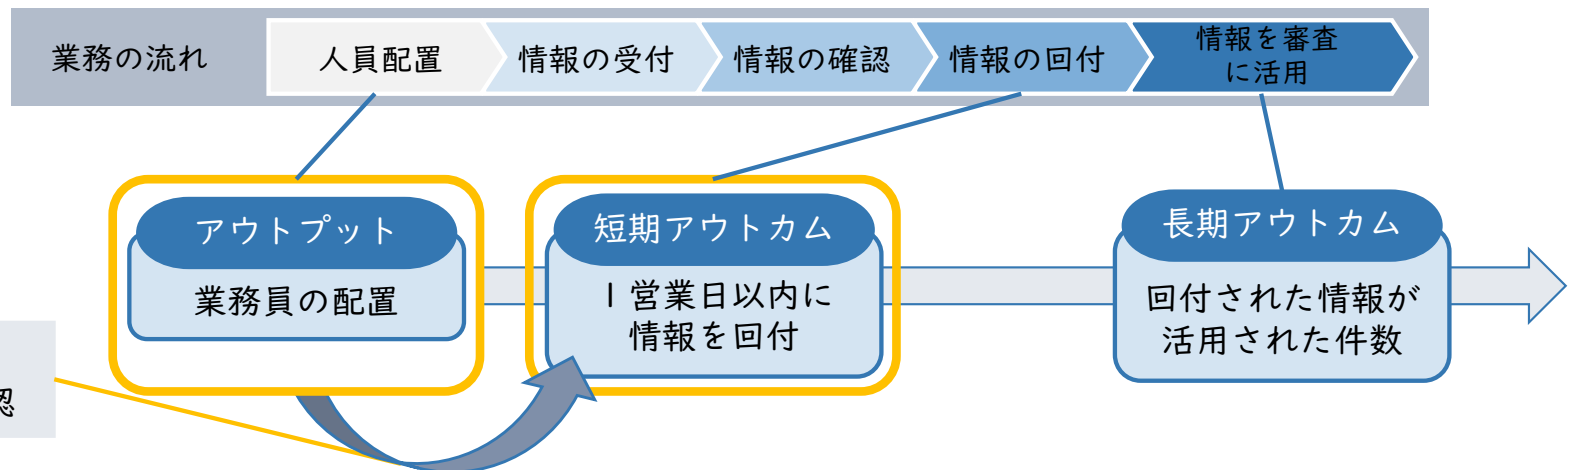 業務の流れ
人員配置
情報の受付
情報の確認
情報の回付
情報を審査
に活用
アウトプット
業務員の配置
短期アウトカム
1営業日以内に
情報を回付
長期アウトカム
回付された情報が
活用された件数
認